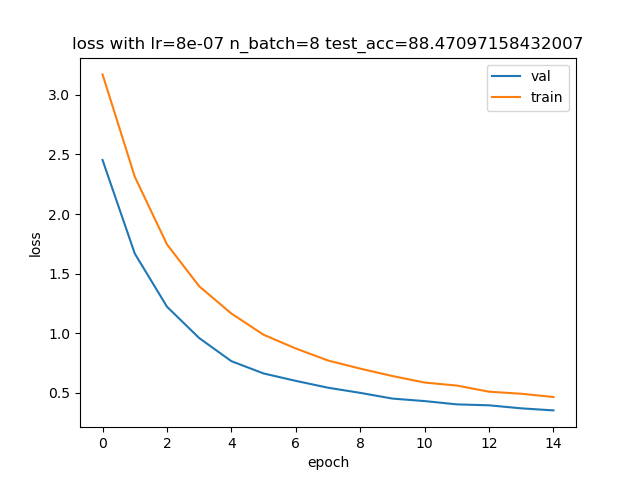 loss with lr=8e-07 n_batch=8 test_acc=88.47097158432007
val
train
3.0
2.5
2.0
1.5
1.0
0.5
loss
0 2 4 6 8 10 12 14
epoch